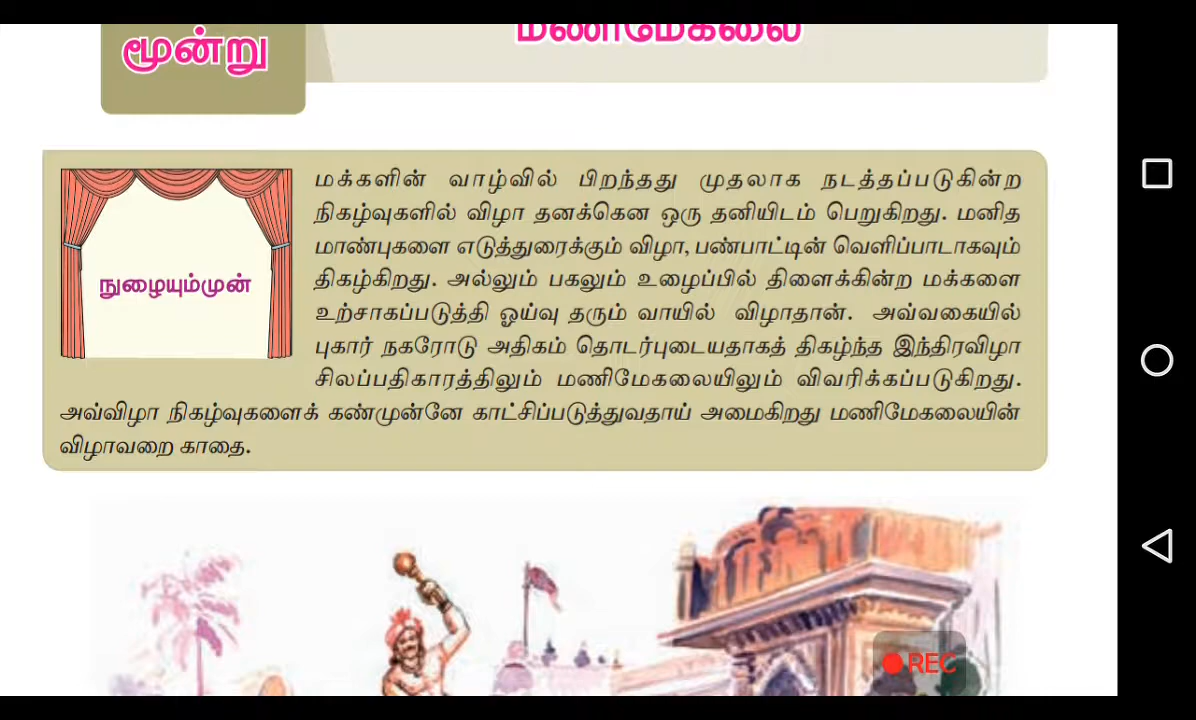 மூன்று
மணிமேகலை
நுழையும்முன்
மக்களின் வாழ்வில் பிறந்தது முதலாக நடத்தப்படுகின்ற
நிகழ்வுகளில் விழா தனக்கென ஒரு தனியிடம் பெறுகிறது. மனித
மாண்புகளை எடுத்துரைக்கும் விழா, பண்பாட்டின் வெளிப்பாடாகவும்
திகழ்கிறது. அல்லும் பகலும் உழைப்பில் திளைக்கின்ற மக்களை
உற்சாகப்படுத்தி ஓய்வு தரும் வாயில் விழாதான். அவ்வகையில்
புகார் நகரோடு அதிகம் தொடர்புடையதாகத் திகழ்ந்த இந்திரவிழா
சிலப்பதிகாரத்திலும் மணிமேகலையிலும் விவரிக்கப்படுகிறது.
அவ்விழா நிகழ்வுகளைக் கண்முன்னே காட்சிப்படுத்துவதாய் அமைகிறது மணிமேகலையின்
விழாவறை காதை.
REC